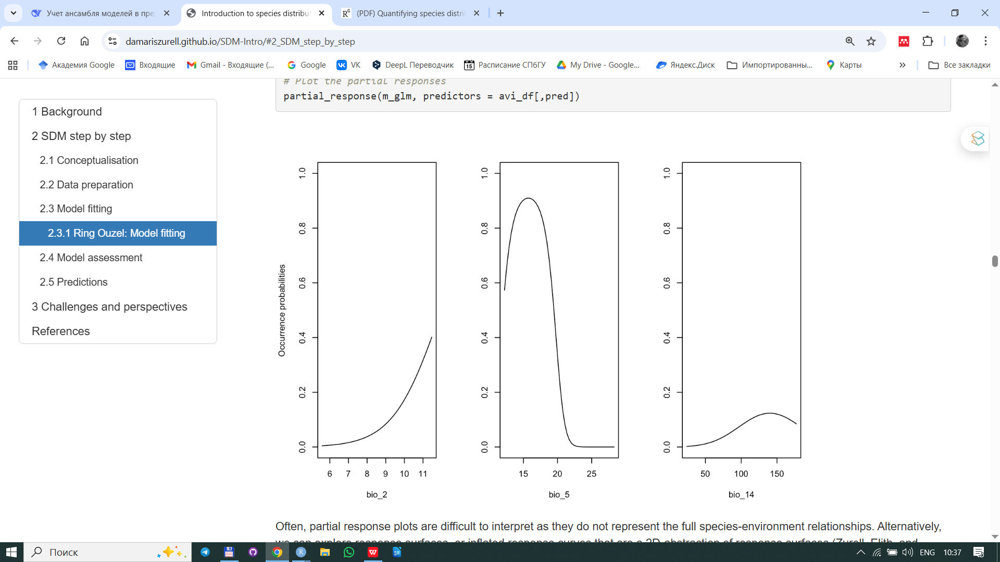 Учет ансамбля моделей в пре
Introduction to species distribut
(PDF) Quantifying species distri
damariszurell.github.io/SDM-Intro/#2_SDM_step_by_step
Академия Google
Входящие
Gmail - Входящие (...
Google
VK
DeepL Переводчик
15
Расписание СПбГУ
My Drive - Google...
Яндекс.Диск
Импортированны...
Карты
»
Все закладки
# Plot the partial responses
partial_response(m_glm, predictors = avi_df[,pred])
1 Background
2 SDM step by step
2.1 Conceptualisation
2.2 Data preparation
2.3 Model fitting
2.3.1 Ring Ouzel: Model fitting
2.4 Model assessment
2.5 Predictions
3 Challenges and perspectives
References
Occurrence probabilities
1.0
0.8
0.6
0.4
0.2
0.0
6 7 8 9 10 11
bio_2
1.0
0.8
0.6
0.4
0.2
0.0
15 20 25
bio_5
1.0
0.8
0.6
0.4
0.2
0.0
50 100 150
bio_14
Often, partial response plots are difficult to interpret as they do not represent the full species-environment relationships. Alternatively,
we can explore response surfaces, or inflated response curves that are a 2D-abstraction of response surfaces (Zurell, Elith, and
Поиск
ENG
10:37